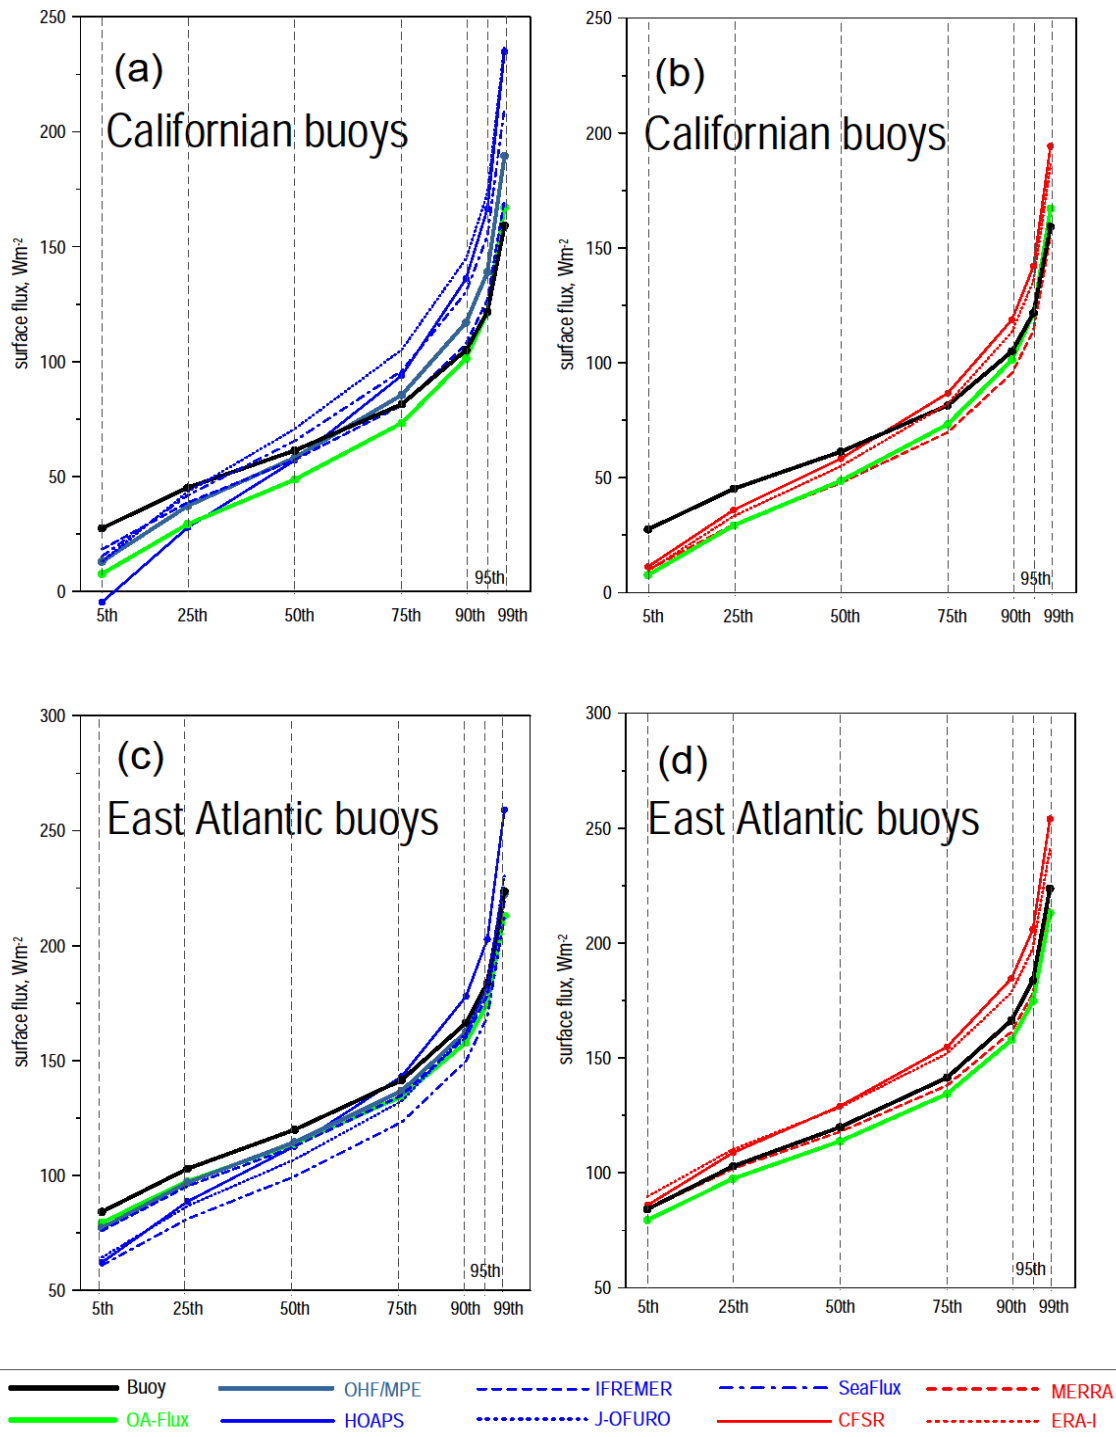 (a)
Californian buoys
surface flux, Wm-2
250
200
150
100
50
0
95th
5th 25th 50th 75th 90th 99th
(b)
Californian buoys
surface flux, Wm-2
250
200
150
100
50
0
95th
5th 25th 50th 75th 90th 99th
(c)
East Atlantic buoys
surface flux, Wm-2
300
250
200
150
100
50
95th
5th 25th 50th 75th 90th 99th
(d)
East Atlantic buoys
surface flux, Wm-2
300
250
200
150
100
50
95th
5th 25th 50th 75th 90th 99th
Buoy OHF/MPE IFREMER SeaFlux MERRA
OA-Flux HOAPS J-OFURO CFSR ERA-I